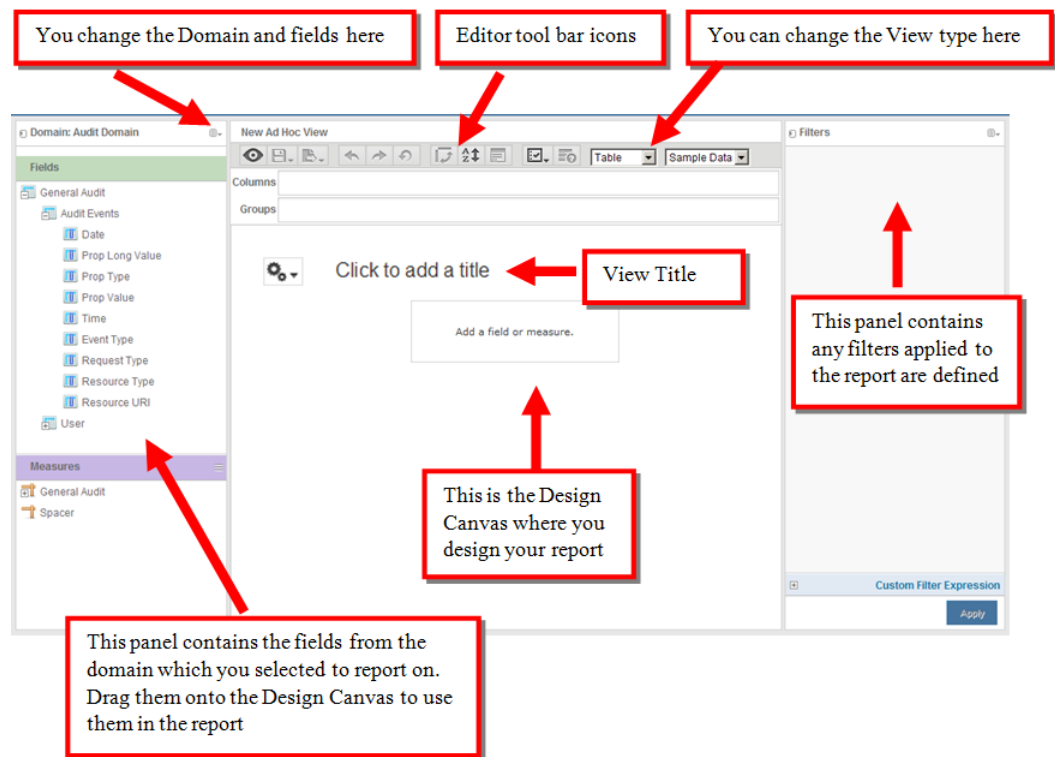 You change the Domain and fields here
Editor tool bar icons
You can change the View type here
Domain: Audit Domain
New Ad Hoc View
Filters
Fields
Table
Sample Data
Columns
Groups
General Audit
Audit Events
Date
Prop Long Value
Prop Type
Prop Value
Time
Event Type
Request Type
Resource Type
Resource URI
User
Measures
General Audit
Spacer
Click to add a title
View Title
Add a field or measure.
This panel contains
any filters applied to
the report are defined
This is the Design
Canvas where you
design your report
Custom Filter Expression
Apply
This panel contains the fields from the
domain which you selected to report on.
Drag them onto the Design Canvas to use
them in the report